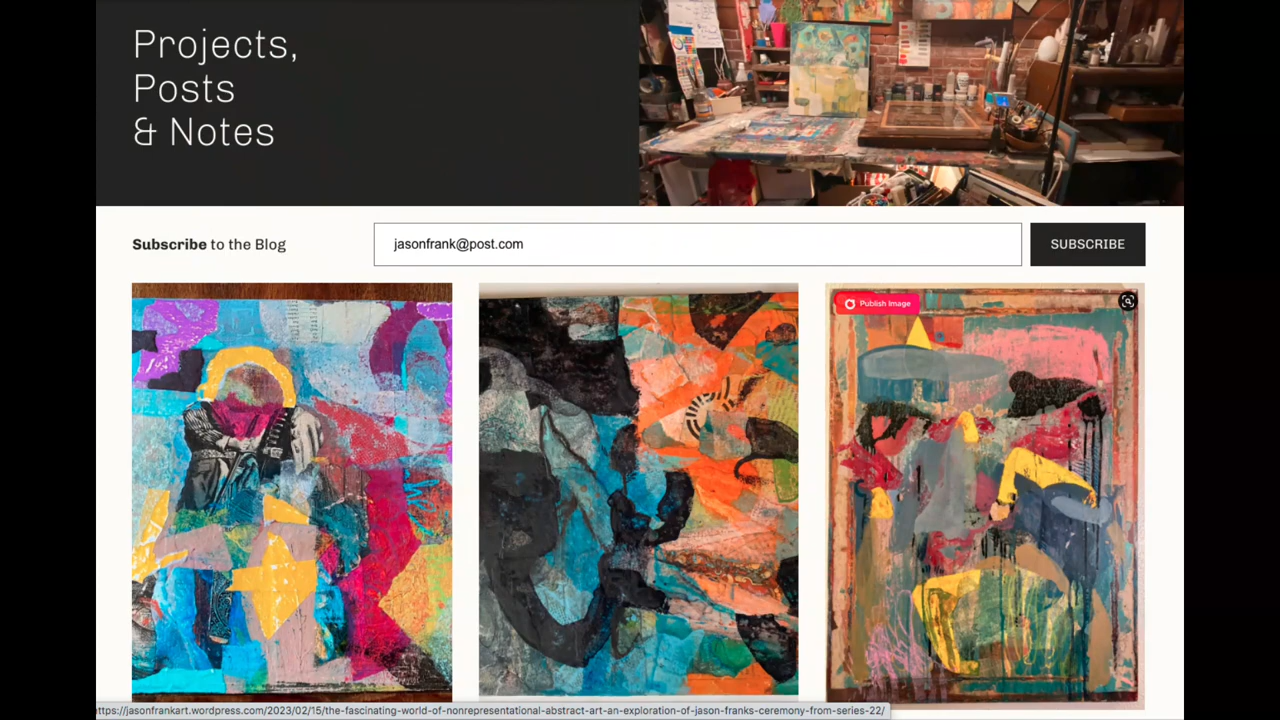 Projects,
Posts
& Notes
Subscribe to the Blog
jasonfrank@post.com
SUBSCRIBE
Publish Image
ttps://jasonfrankart.wordpress.com/2023/02/15/the-fascinating-world-of-nonrepresentational-abstract-art-an-exploration-of-jason-franks-ceremony-from-series-22/